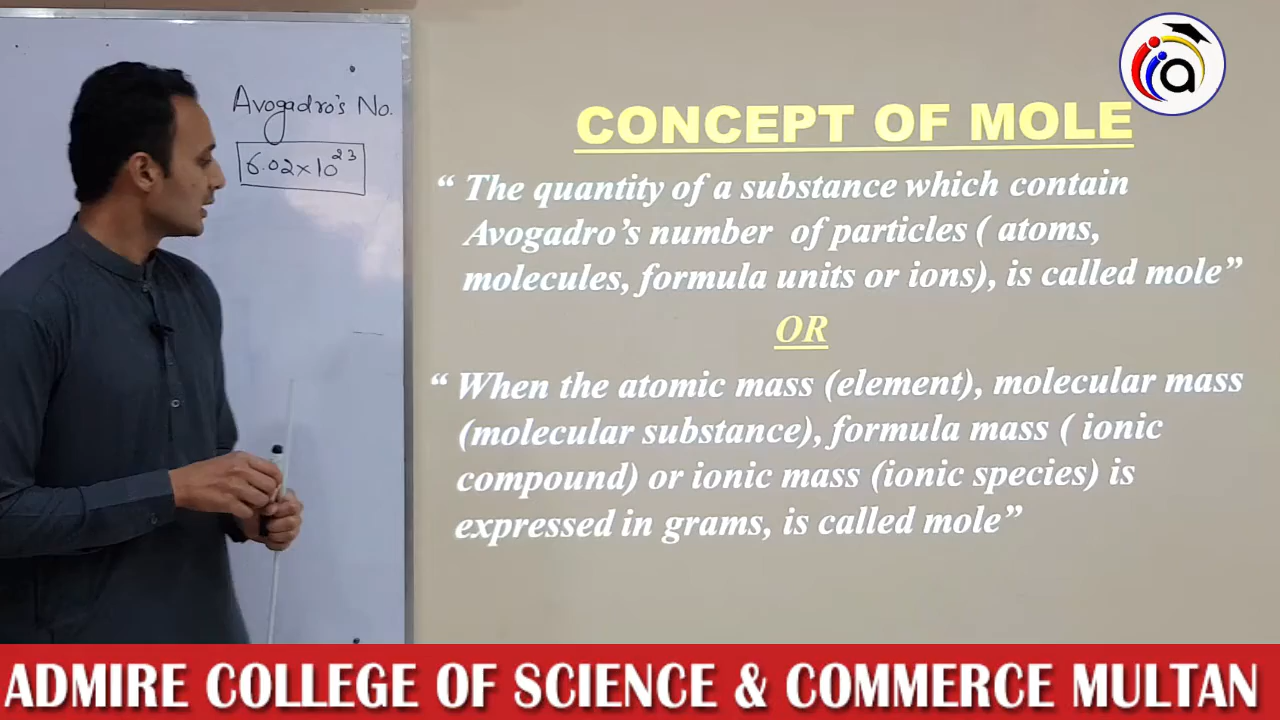 Avogadro's No.
6.02×10²³
a
CONCEPT OF MOLE
“ The quantity of a substance which contain
Avogadro’s number of particles ( atoms,
molecules, formula units or ions), is called mole”
OR
“ When the atomic mass (element), molecular mass
(molecular substance), formula mass ( ionic
compound) or ionic mass (ionic species) is
expressed in grams, is called mole”
ADMIRE COLLEGE OF SCIENCE & COMMERCE MULTAN